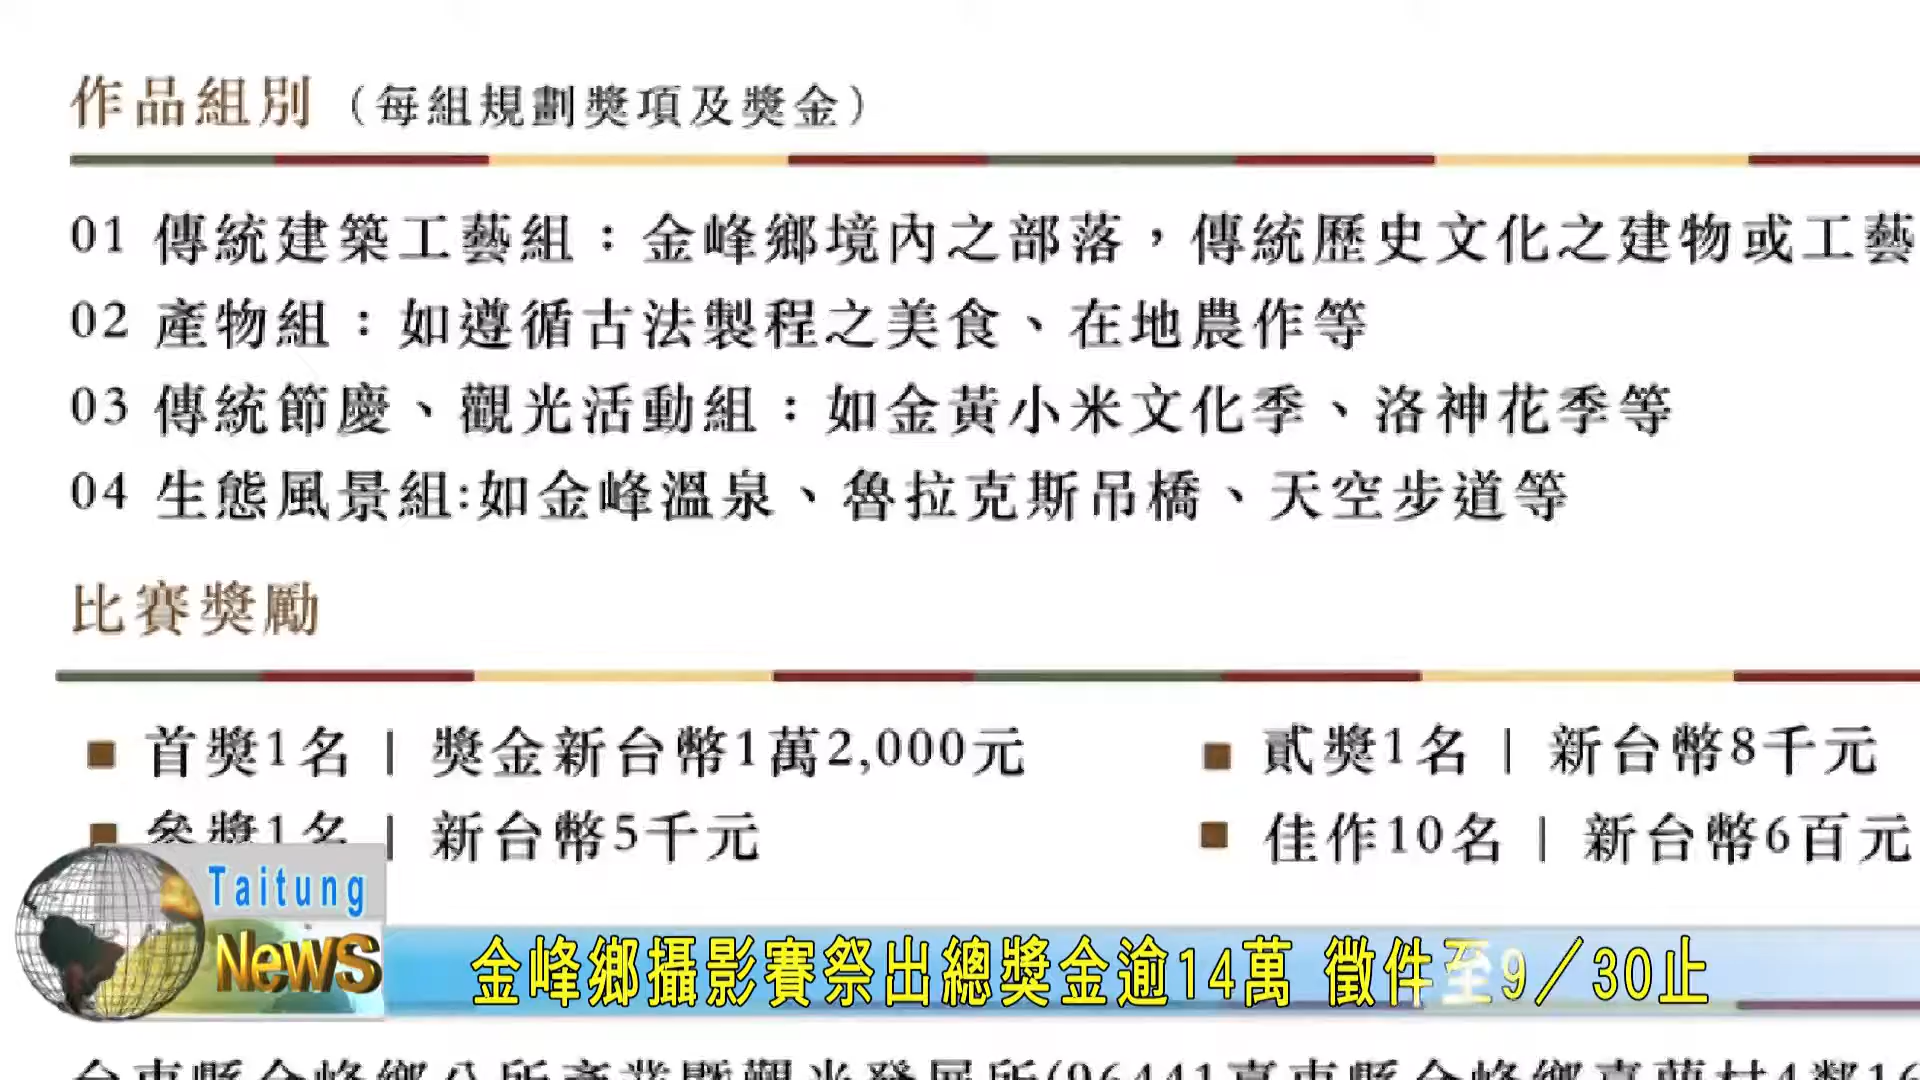 作品組別（每組規劃獎項及獎金）
01 傳統建築工藝組：金峰鄉境內之部落，傳統歷史文化之建物或工藝
02 產物組：如遵循古法製程之美食、在地農作等
03 傳統節慶、觀光活動組：如金黃小米文化季、洛神花季等
04 生態風景組:如金峰溫泉、魯拉克斯吊橋、天空步道等
比賽獎勵
首獎1名｜獎金新台幣1萬2,000元
貳獎1名｜新台幣8千元
參獎1名｜新台幣5千元
佳作10名｜新台幣6百元
Taitung
News
金峰鄉攝影賽祭出總獎金逾14萬 徵件至9／30止